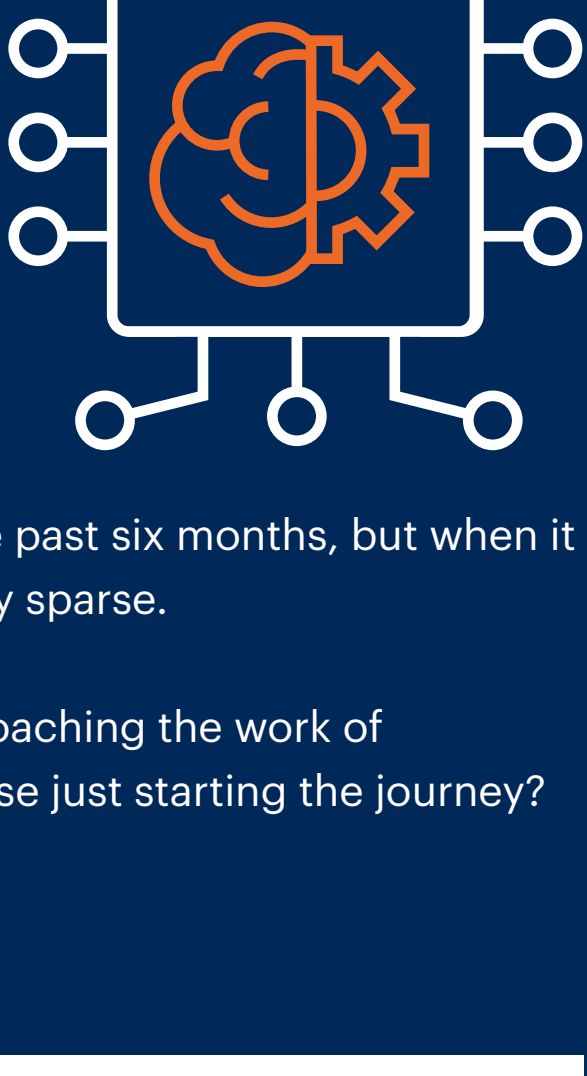 past six months, but when it
sparse.
the work of
just starting the journey?